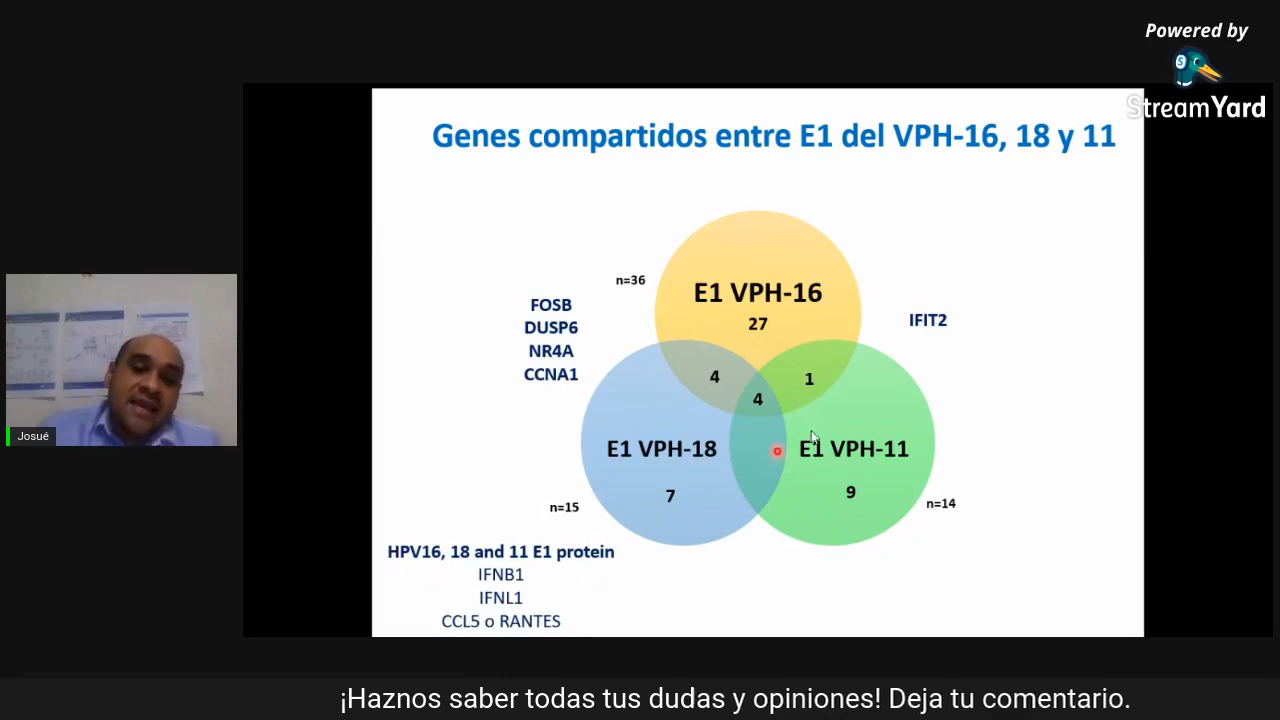 Powered by
StreamYard
Genes compartidos entre E1 del VPH-16, 18 y 11
n=36
E1 VPH-16
27
FOSB
DUSP6
NR4A
CCNA1
IFIT2
4
1
4
E1 VPH-18
E1 VPH-11
7
9
n=15
n=14
HPV16, 18 and 11 E1 protein
IFNB1
IFNL1
CCL5 o RANTES
Josué
¡Haznos saber todas tus dudas y opiniones! Deja tu comentario.